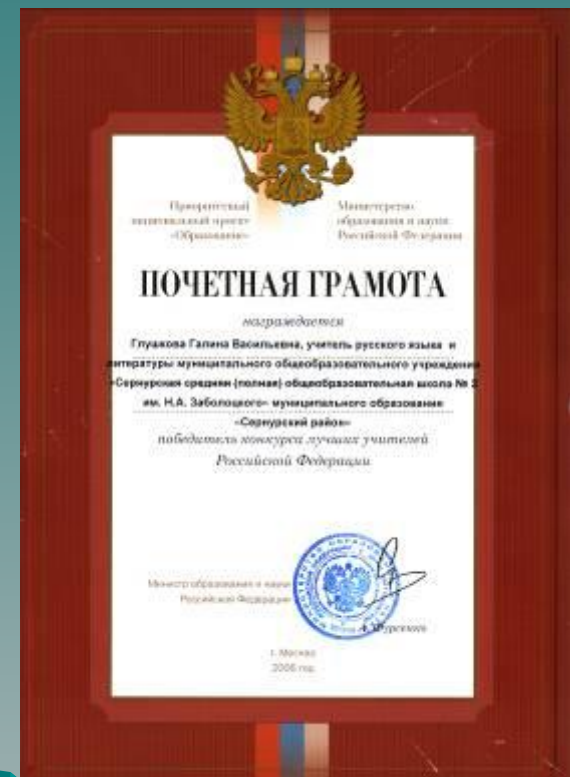 Приоритетный
национальный проект
«Образование»
Министерство
образования и науки
Российской Федерации
ПОЧЕТНАЯ ГРАМОТА
награждается
Глушкова Галина Васильевна, учитель русского языка и
литературы муниципального общеобразовательного учреждения
«Сернурская средняя (полная) общеобразовательная школа № 2
им. Н.А. Заболоцкого» муниципального образования
«Сернурский район»
победитель конкурса лучших учителей
Российской Федерации
Министр образования и науки
Российской Федерации
А.Фурсенко
г. Москва
2006 год